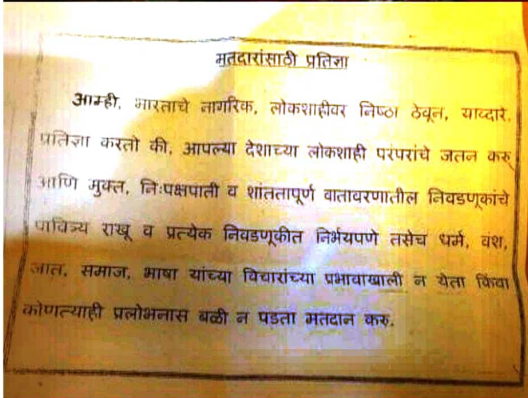 मतदारांसाठी प्रतिज्ञा
आम्ही, भारताचे नागरिक, लोकशाहीवर निष्ठा ठेवून, याव्दारे,
प्रतिज्ञा करतो की, आपल्या देशाच्या लोकशाही परंपरांचे जतन करु
आणि मुक्त, निःपक्षपाती व शांततापूर्ण वातावरणातील निवडणूकांचे
पावित्र्य राखू व प्रत्येक निवडणूकीत निर्भयपणे तसेच धर्म, वंश,
जात, समाज, भाषा यांच्या विचारांच्या प्रभावाखाली न येता किंवा
कोणत्याही प्रलोभनास बळी न पडता मतदान करु.